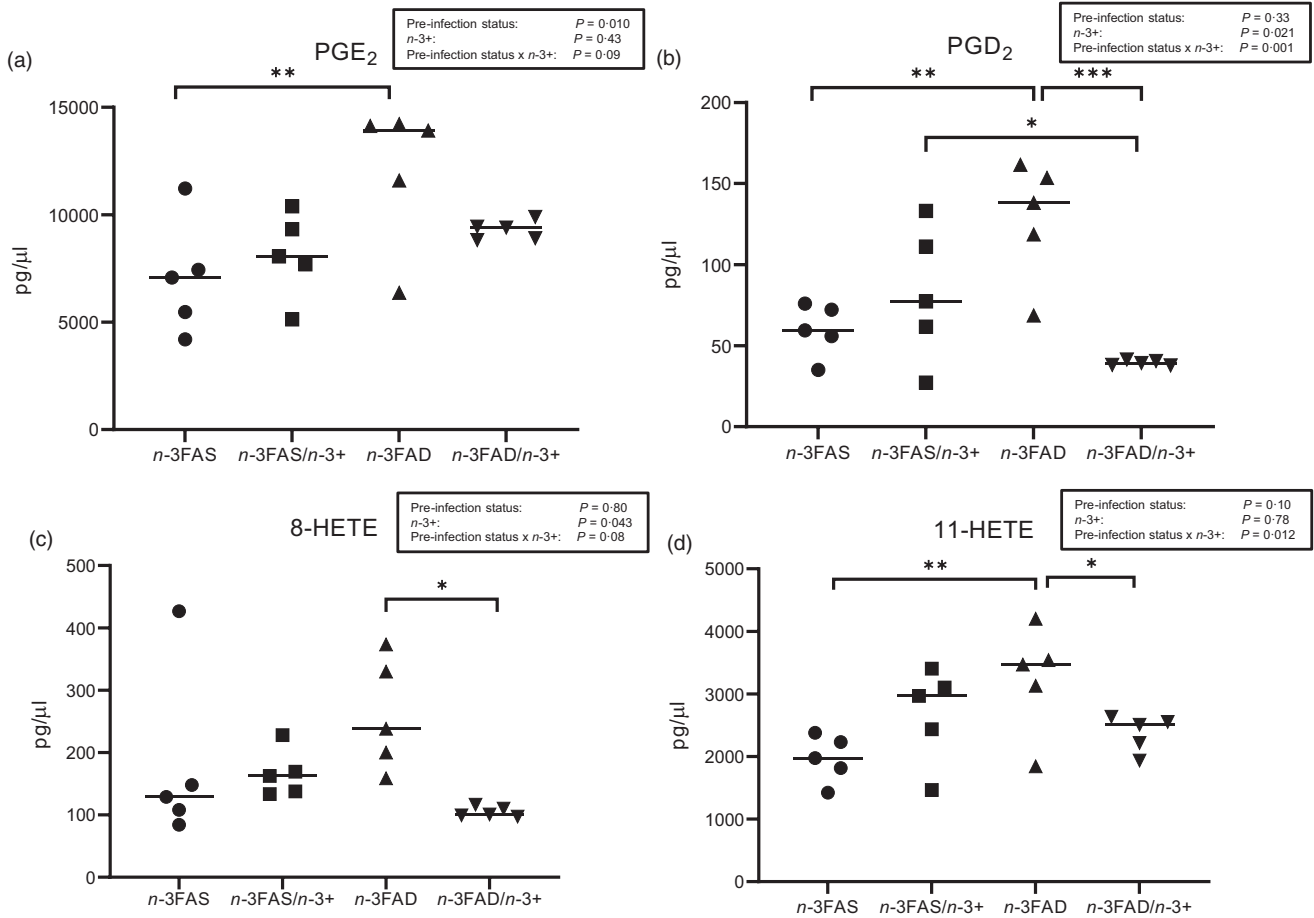 (a)
PGE2
Pre-infection status: P = 0·010
n-3+: P = 0·43
Pre-infection status x n-3+: P = 0·09
**
15000
10000
5000
0
pg/µl
n-3FAS n-3FAS/n-3+ n-3FAD n-3FAD/n-3+
(b)
PGD2
Pre-infection status: P = 0·33
n-3+: P = 0·021
Pre-infection status x n-3+: P = 0·001
** ***
*
200
150
100
50
0
pg/µl
n-3FAS n-3FAS/n-3+ n-3FAD n-3FAD/n-3+
(c)
8-HETE
Pre-infection status: P = 0·80
n-3+: P = 0·043
Pre-infection status x n-3+: P = 0·08
*
500
400
300
200
100
0
pg/µl
n-3FAS n-3FAS/n-3+ n-3FAD n-3FAD/n-3+
(d)
11-HETE
Pre-infection status: P = 0·10
n-3+: P = 0·78
Pre-infection status x n-3+: P = 0·012
** *
5000
4000
3000
2000
1000
0
pg/µl
n-3FAS n-3FAS/n-3+ n-3FAD n-3FAD/n-3+